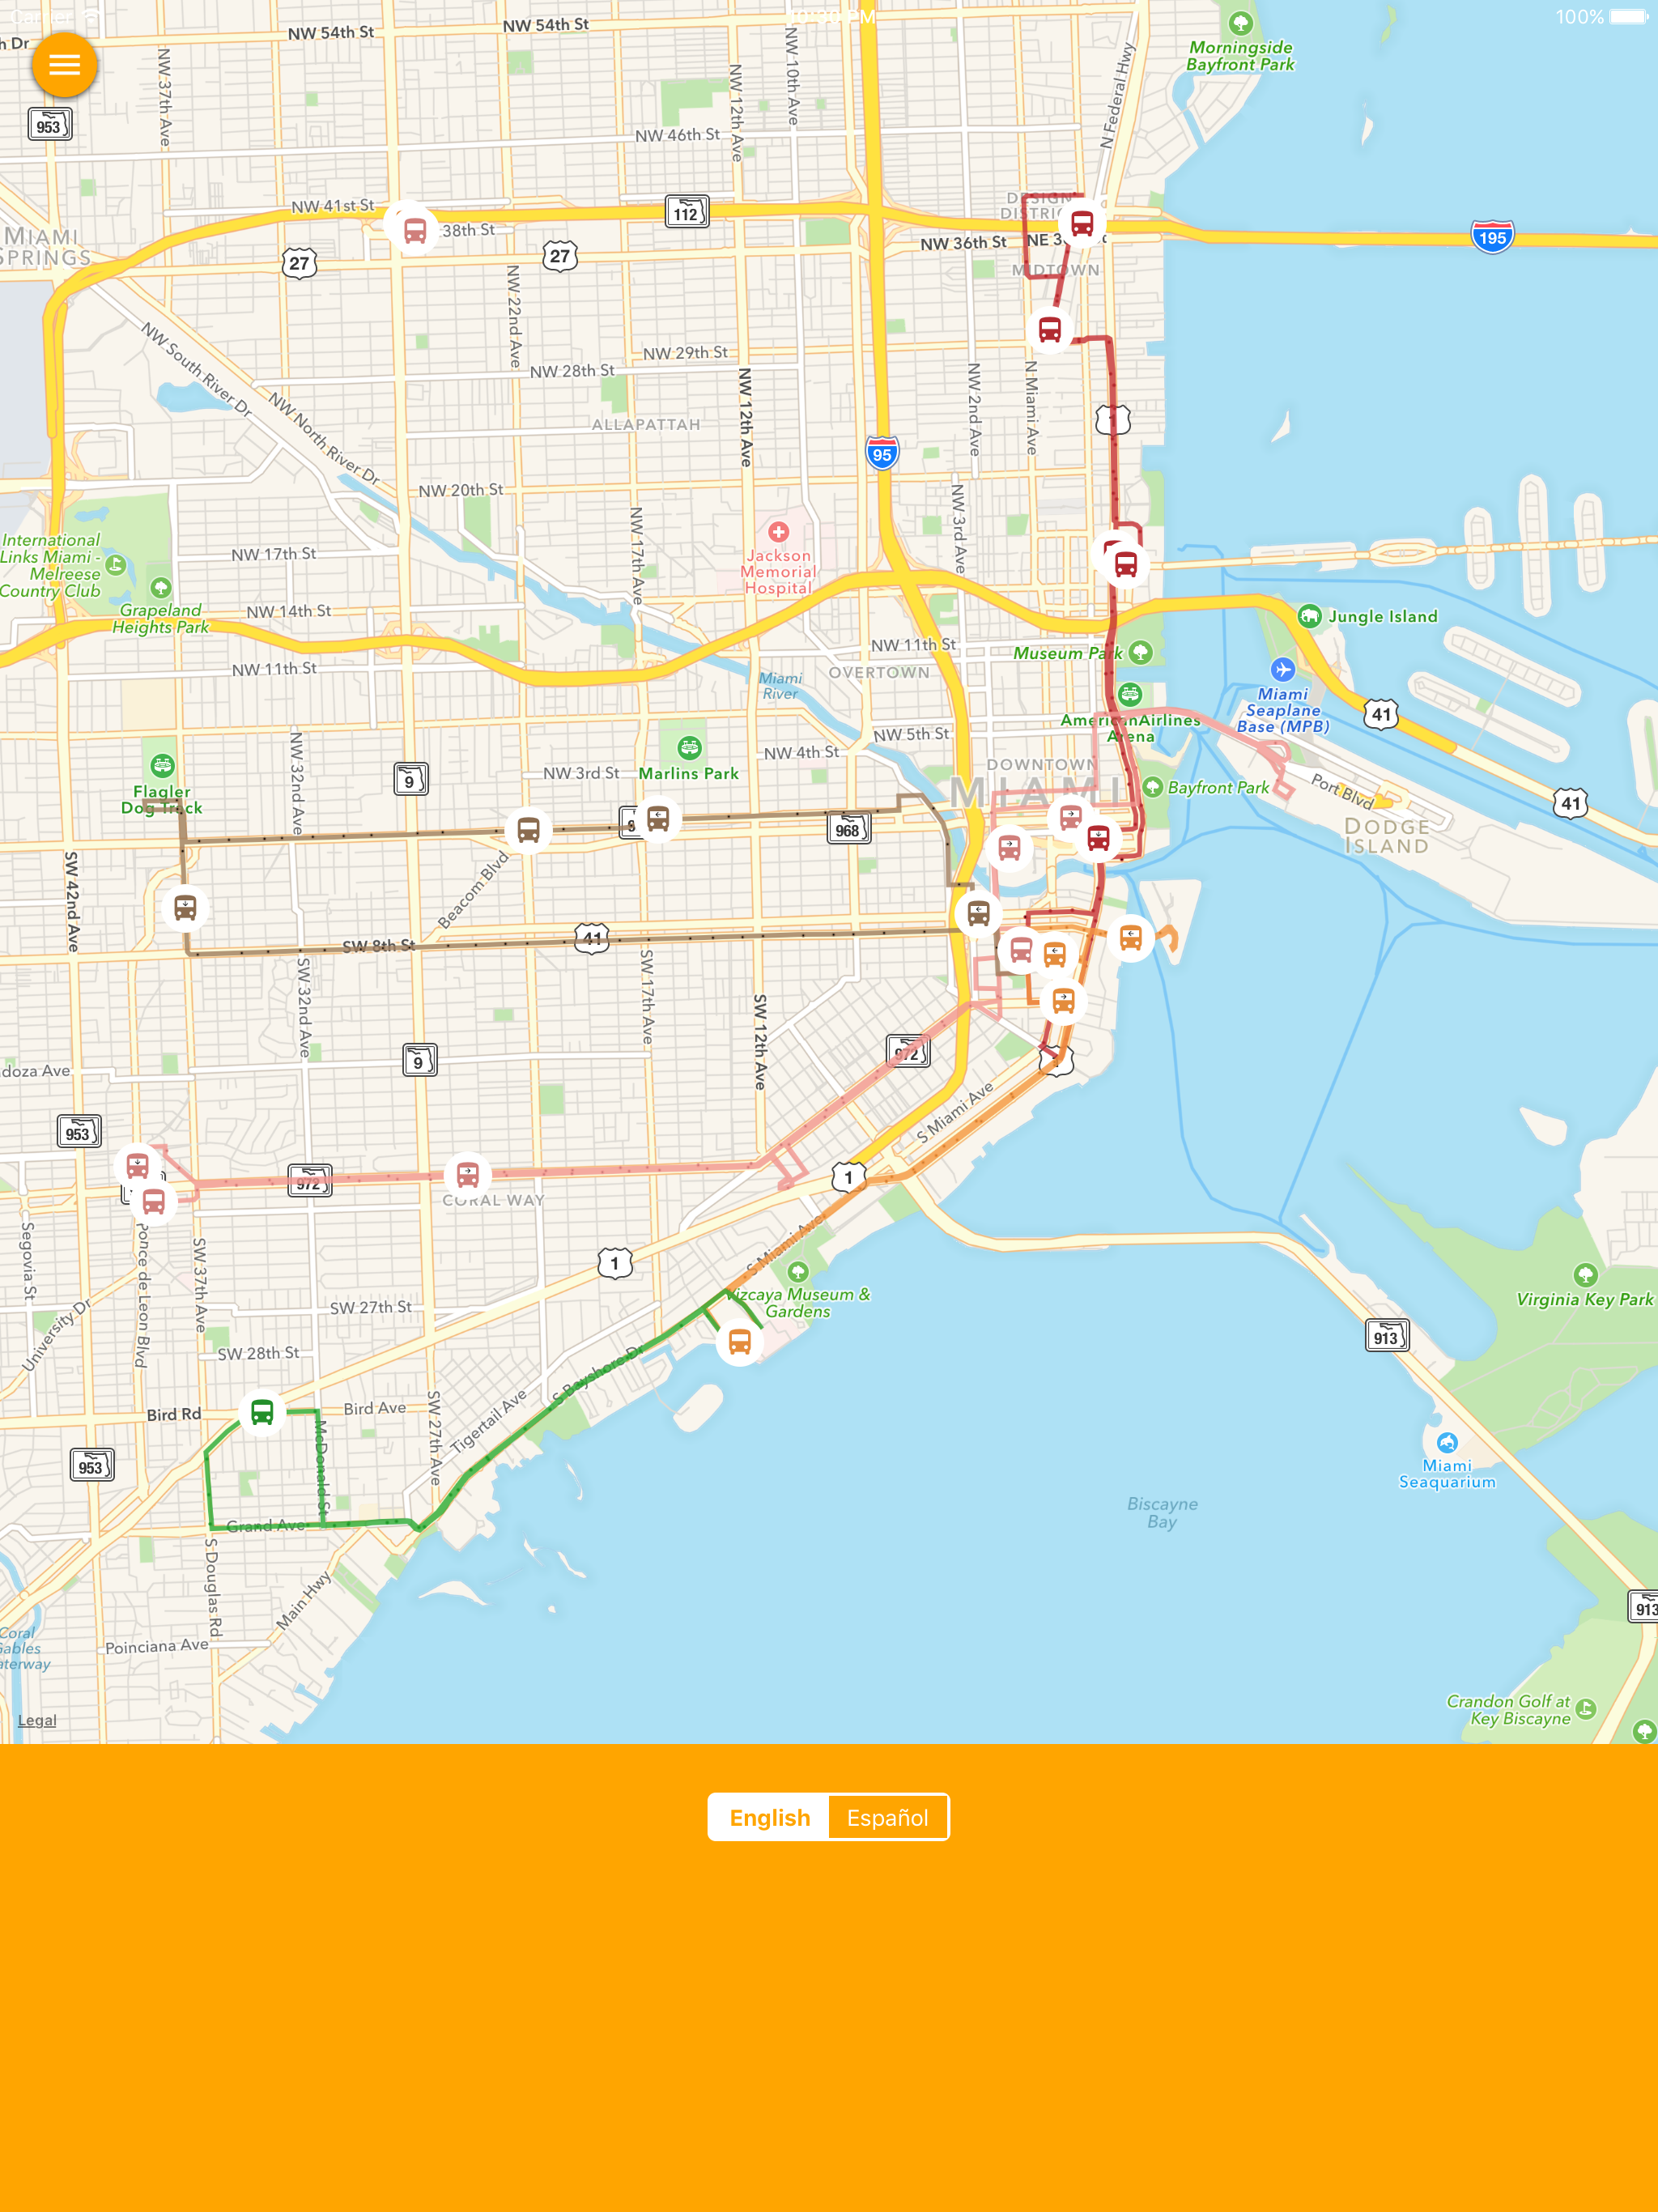 100%
NW 54th St
NW 54th St
Morningside
Bayfront Park
NW 37th Ave
NW 12th Ave
NW 10th Ave
N Federal Hwy
953
NW 46th St
NW 41st St
112
38th St
MIAMI
SPRINGS
27
27
NW 36th St
MIDTOWN
195
NW 22nd Ave
NW South River Dr
NW North River Dr
NW 29th St
NW 28th St
NW 12th Ave
NW 2nd Ave
N Miami Ave
ALLAPATTAH
95
NW 20th St
NW 17th Ave
NW 3rd Ave
International
Links Miami -
Melreese
Country Club
NW 17th St
Jackson
Memorial
Hospital
Grapeland
Heights Park
NW 14th St
NW 11th St
NW 11th St
OVERTOWN
Museum Park
Jungle Island
Miami
River
Miami
Seaplane
Base (MPB)
41
AmericanAirlines
Arena
NW 32nd Ave
NW 5th St
NW 4th St
NW 3rd St
Marlins Park
9
DOWNTOWN
MIAMI
Bayfront Park
Port Blvd
41
Flagler
Dog Track
968
DODGE
ISLAND
SW 42nd Ave
Beacom Blvd
SW 8th St
41
SW 32nd Ave
SW 17th Ave
SW 12th Ave
972
9
S Miami Ave
953
972
CORAL WAY
1
Segovia St
Ponce de Leon Blvd
SW 37th Ave
S Miami Ave
1
Vizcaya Museum &
Gardens
Virginia Key Park
University Dr
SW 27th St
SW 28th St
913
S Bayshore Dr
Bird Rd
Bird Ave
SW 27th Ave
Tigertail Ave
McDonald St
953
Miami
Seaquarium
Biscayne
Bay
Grand Ave
S Douglas Rd
Main Hwy
913
Poinciana Ave
Crandon Golf at
Key Biscayne
Legal
English
Español